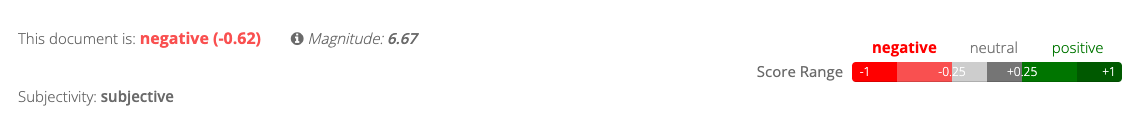 This document is: negative (-0.62) Magnitude: 6.67
negative neutral positive
Score Range -1 -0.25 +0.25 +1
Subjectivity: subjective